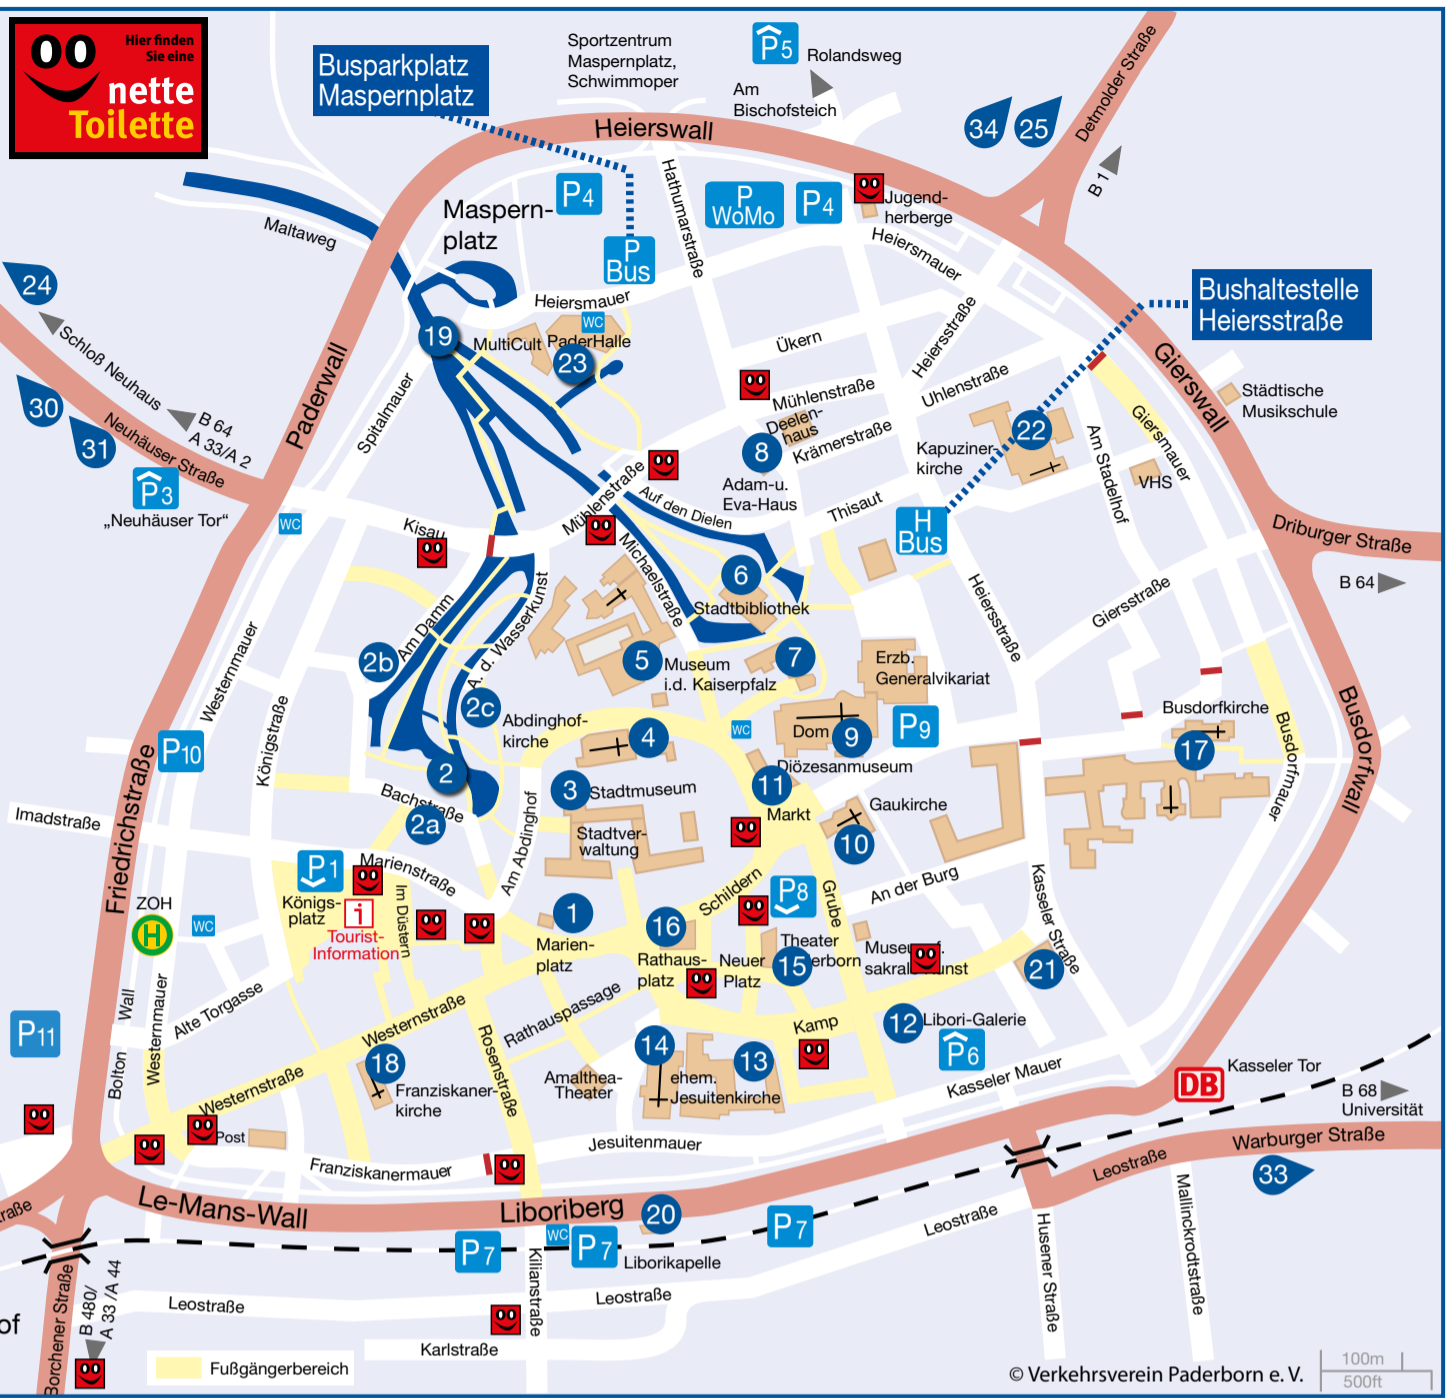 Hier finden
Sie eine
nette
Toilette
Busparkplatz
Maspernplatz
Sportzentrum
Maspernplatz,
Schwimmoper
P5
Rolandsweg
Am
Bischofsteich
Heierswall
34
25
Detmolder Straße
B 1
Maltaweg
Maspern-
platz
P4
P
Bus
Hathumarstraße
P
WoMo
P4
Jugend-
herberge
Heiersmauer
24
Schloß Neuhaus
B 64
A 33/A 2
30
31
Neuhäuser Straße
P3
„Neuhäuser Tor“
Paderwall
Spitalmauer
19
Heiersmauer
WC
MultiCult
PaderHalle
23
Ükern
Heiersstraße
Bushaltestelle
Heiersstraße
Gierswall
Städtische
Musikschule
Mühlenstraße
Deelen-
haus
Uhlenstraße
Krämerstraße
8
Adam-u.
Eva-Haus
Kapuziner-
kirche
22
Giersmauer
Am Stadelhof
VHS
WC
Kisau
Mühlenstraße
Auf den Dielen
Thisaut
H
Bus
Driburger Straße
B 64
Michaelstraße
6
Stadtbibliothek
Heiersstraße
Giersstraße
Am Damm
A. d. Wasserkunst
2b
2c
Westernmauer
Königstraße
5
Museum
i.d. Kaiserpfalz
7
Erzb.
Generalvikariat
Busdorfkirche
17
Busdorfmauer
Busdorfwall
Abdinghof-
kirche
4
WC
Dom
9
P9
P10
2
Bachstraße
2a
3
Stadtmuseum
11
Diözesanmuseum
Markt
Gaukirche
10
Friedrichstraße
Imadstraße
Stadtver-
waltung
Am Abdinghof
P1
Marienstraße
Königs-
platz
i
Tourist-
Information
Im Düstern
ZOH
H
WC
1
Marien-
platz
16
Rathaus-
platz
Schildern
P8
Grube
An der Burg
Kasseler Straße
Neuer
Platz
Theater
15
21
12
Libori-Galerie
P6
P11
Wall
Bolton
Westernmauer
Alte Torgasse
Westernstraße
Rosenstraße
Rathauspassage
Kamp
18
Franziskaner-
kirche
Westernstraße
Post
Amalthea-
Theater
14
13
ehem.
Jesuitenkirche
Kasseler Mauer
DB
Kasseler Tor
B 68
Universität
Warburger Straße
33
Leostraße
Jesuitenmauer
Franziskanermauer
Le-Mans-Wall
Liboriberg
20
P7
WC
P7
P7
Liborikapelle
Leostraße
Mallinckrodtstraße
Husener Straße
Borchener Straße
B 480/
A 33 /A 44
Leostraße
Kilianstraße
Leostraße
Karlstraße
Fußgängerbereich
© Verkehrsverein Paderborn e. V.
100m
500ft